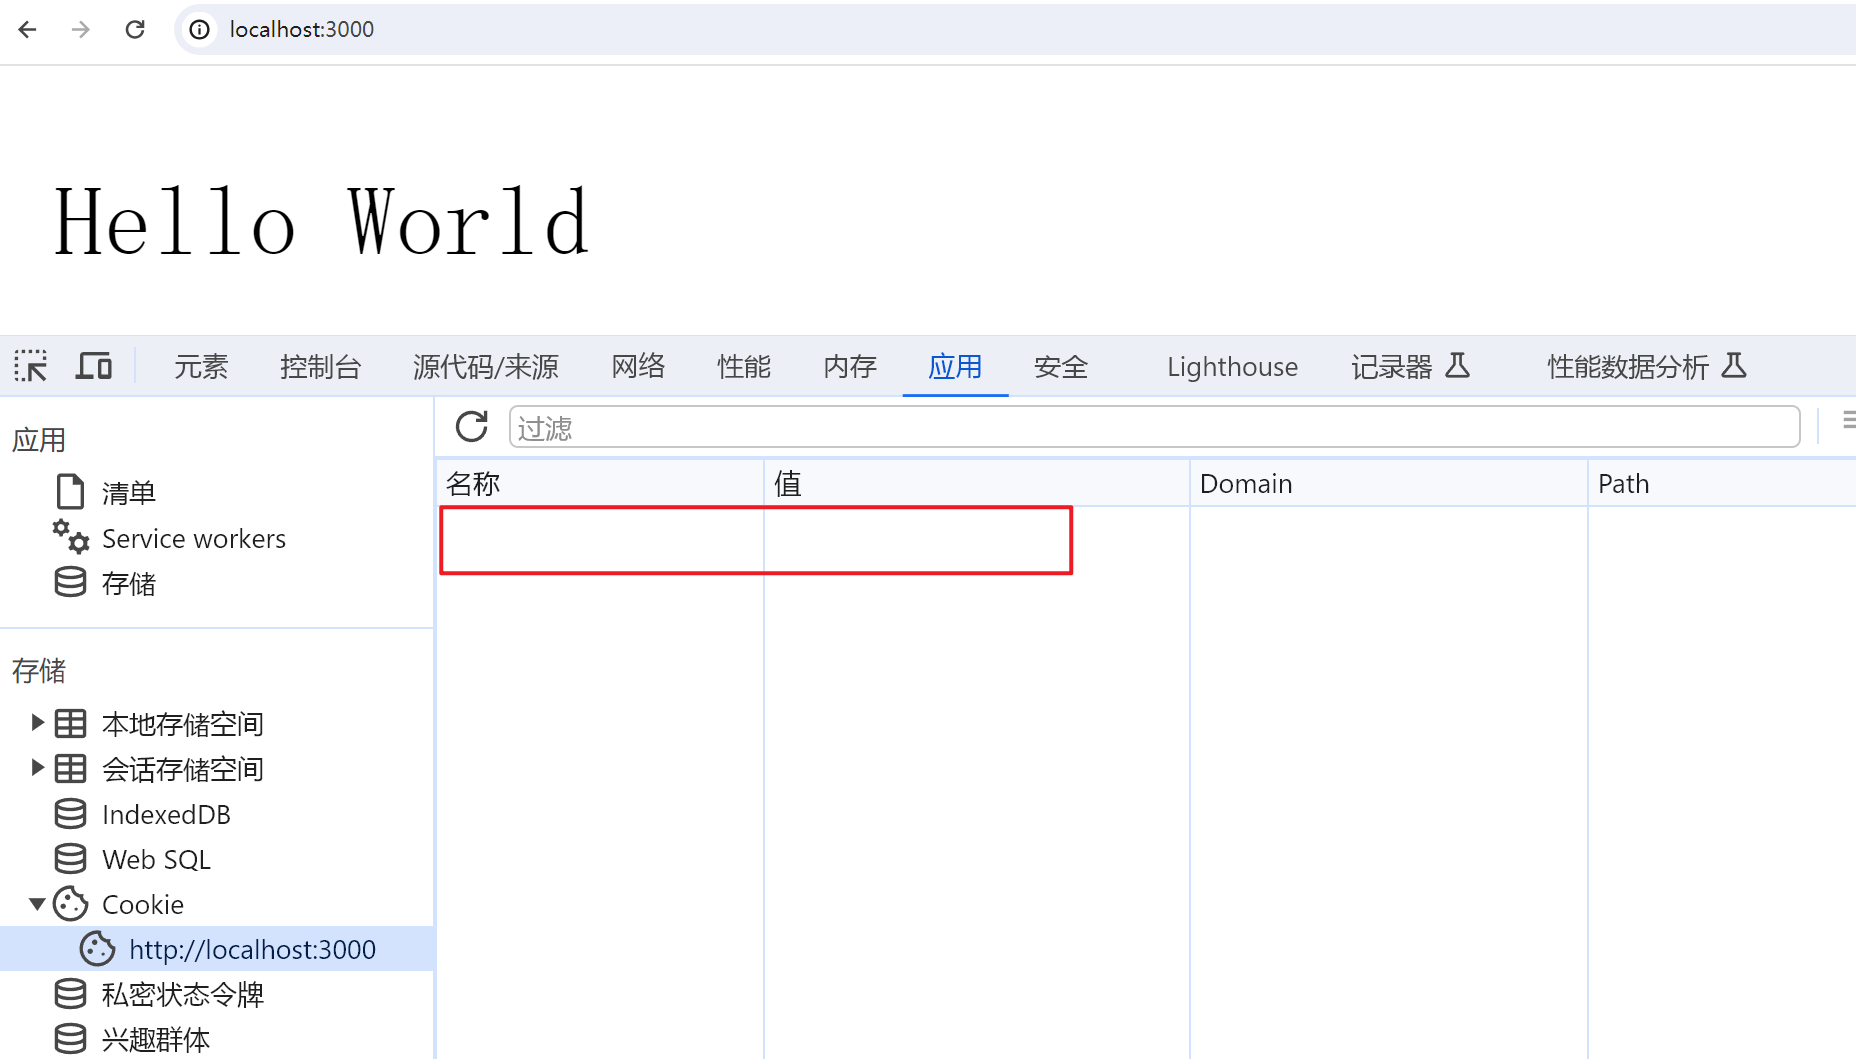 localhost:3000
Hello World
元素 控制台 源代码/来源 网络 性能 内存 应用 安全 Lighthouse 记录器 性能数据分析
应用
清单
Service workers
存储
存储
本地存储空间
会话存储空间
IndexedDB
Web SQL
Cookie
http://localhost:3000
私密状态令牌
兴趣群体
过滤
名称 值 Domain Path